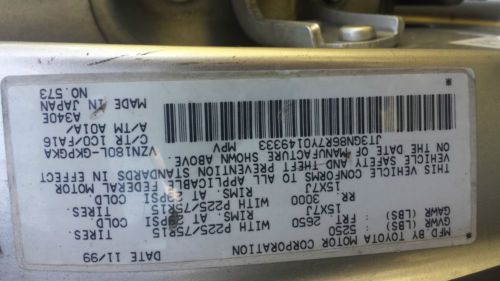 MFD BY TOYOTA MOTOR CORPORATION DATE 11/99
GVWR (LBS) : 5250
GAWR (LBS) FRT 2650 TIRES COLD
WITH P225/75R15
15X7J RIMS AT PSI
RR. 3000 TIRES COLD
WITH P225/75R15
15X7J RIMS AT PSI
THIS VEHICLE CONFORMS TO ALL APPLICABLE FEDERAL MOTOR
VEHICLE SAFETY AND THEFT PREVENTION STANDARDS IN EFFECT
ON THE DATE OF MANUFACTURE SHOWN ABOVE.
JT3GN86R7Y0149333 MPV
VZN180L-GKPGKA
C/TR 1C0/FA16
A/TM A01A/
A340E
MADE IN JAPAN
NO.573